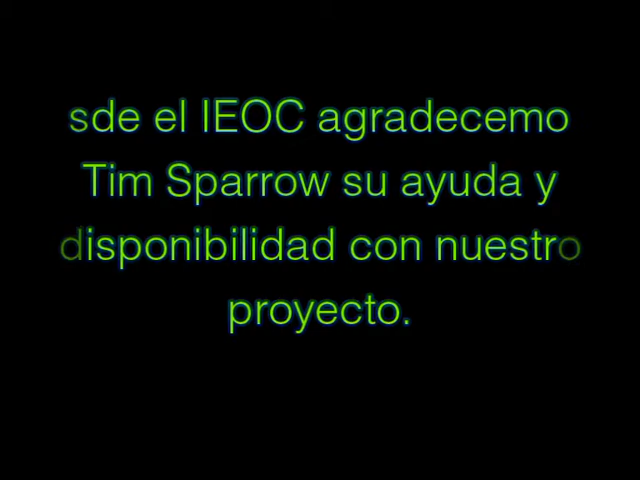 sde el IEOC agradecemo
Tim Sparrow su ayuda y
disponibilidad con nuestro
proyecto.